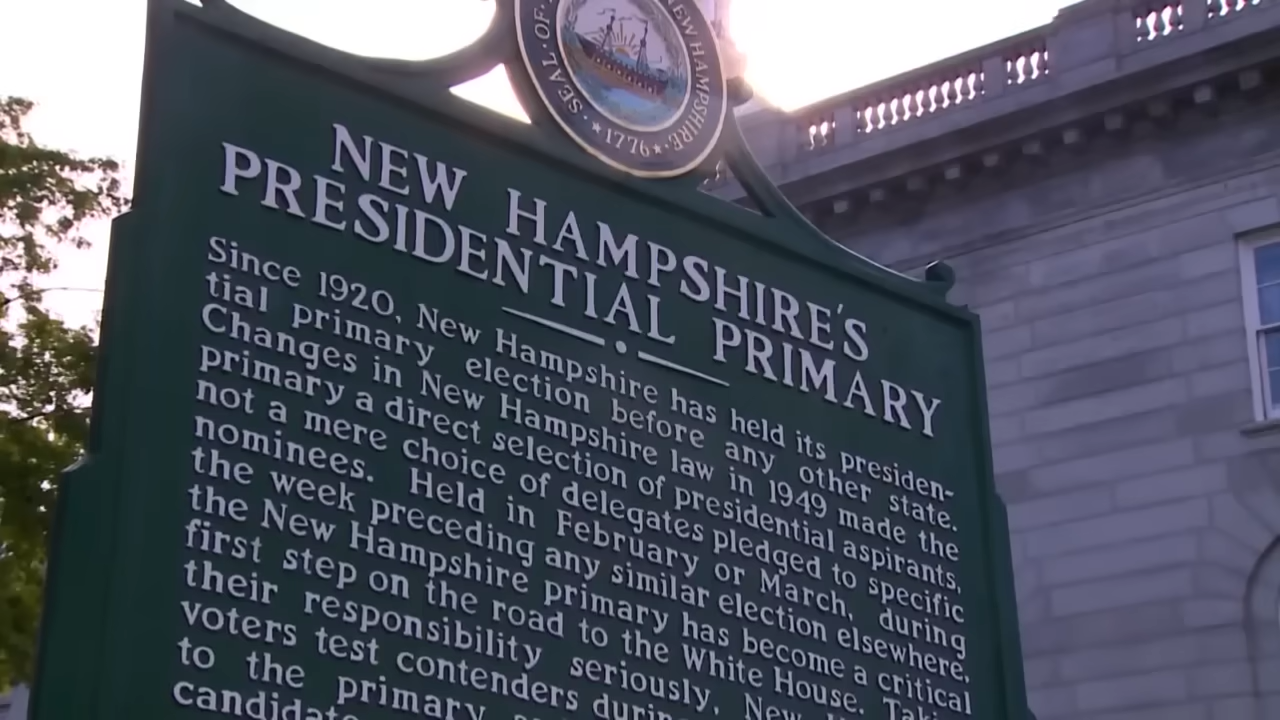 SEAL · OF · NEW HAMPSHIRE · 1776
NEW HAMPSHIRE'S
PRESIDENTIAL PRIMARY
Since 1920, New Hampshire has held its presiden-
tial primary election before any other state.
Changes in New Hampshire law in 1949 made the
primary a direct selection of presidential aspirants,
not a mere choice of delegates pledged to specific
nominees. Held in February or March, during
the week preceding any similar election elsewhere,
the New Hampshire primary has become a critical
first step on the road to the White House.
their responsibility seriously, New
voters test contenders
to the primary